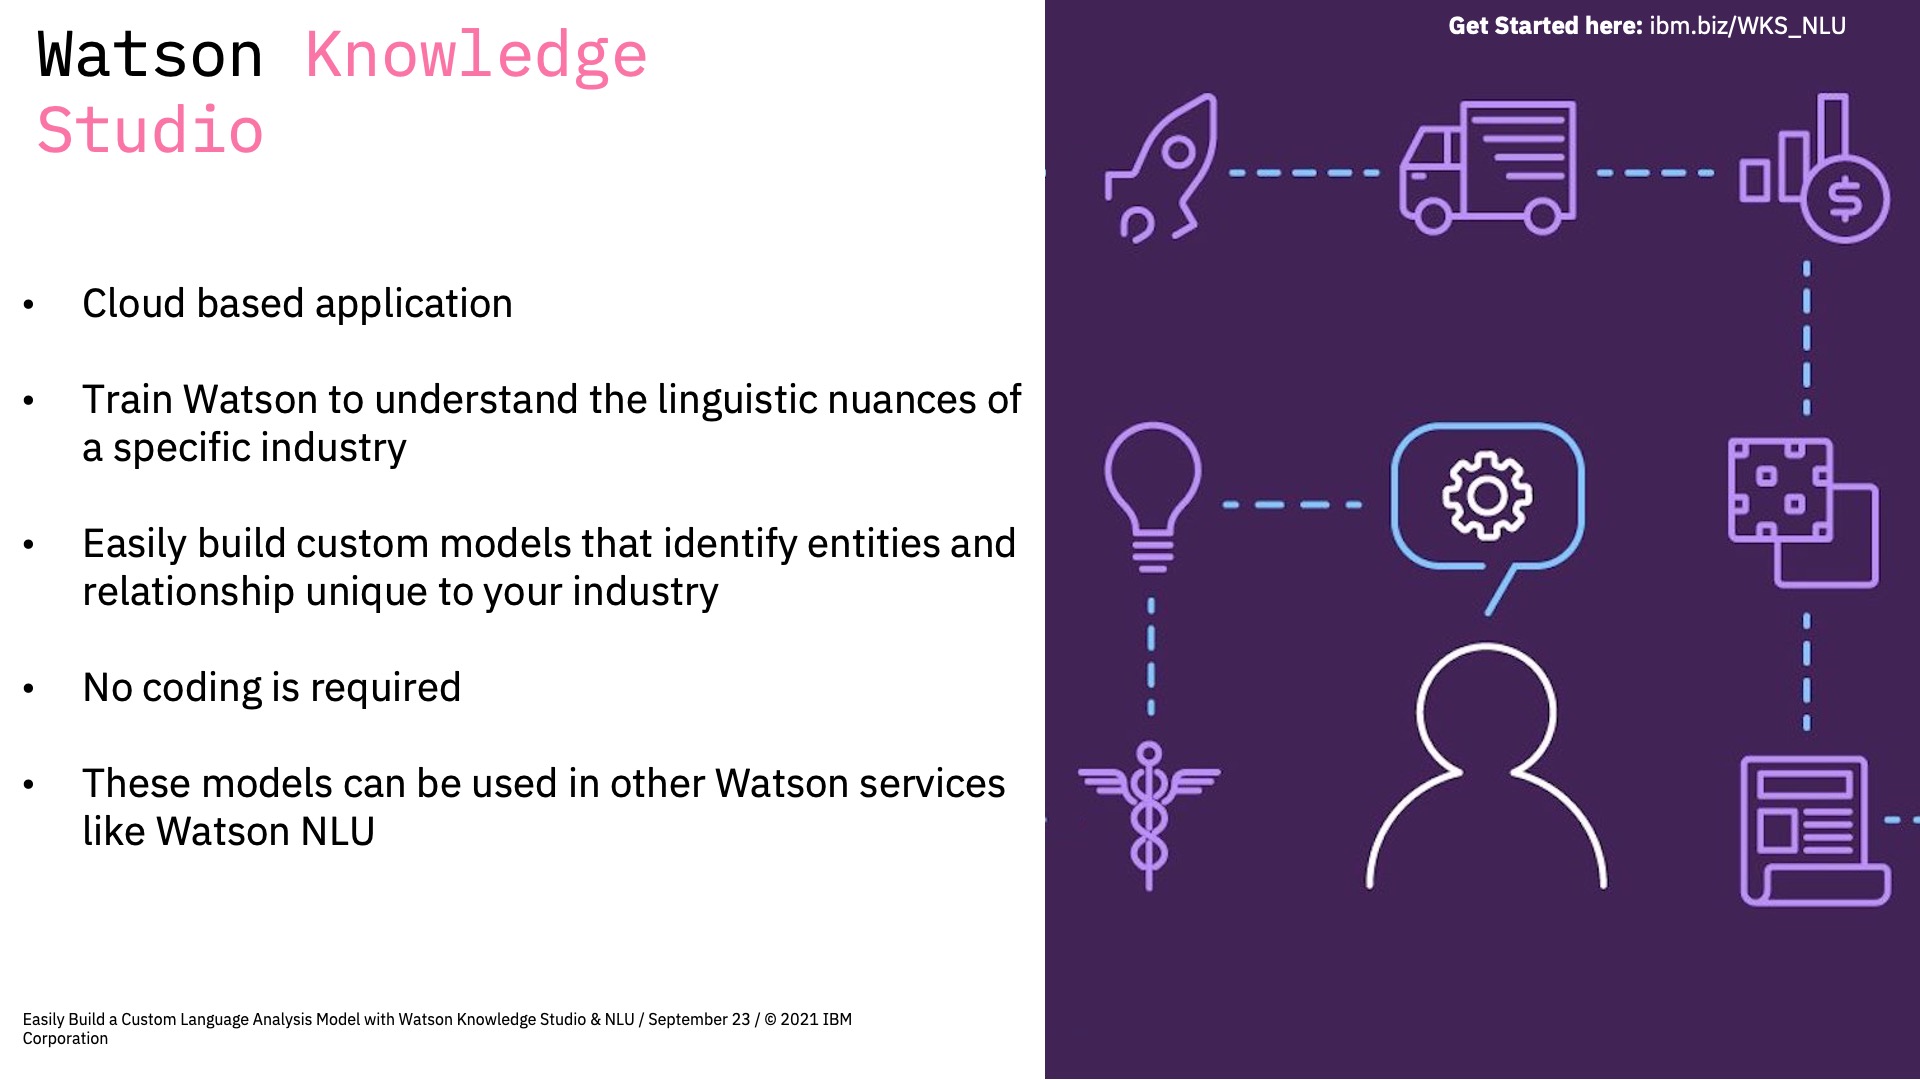 Watson Knowledge
Studio
Get Started here: ibm.biz/WKS_NLU
• Cloud based application
• Train Watson to understand the linguistic nuances of
a specific industry
• Easily build custom models that identify entities and
relationship unique to your industry
• No coding is required
• These models can be used in other Watson services
like Watson NLU
$
Easily Build a Custom Language Analysis Model with Watson Knowledge Studio & NLU / September 23 / © 2021 IBM
Corporation